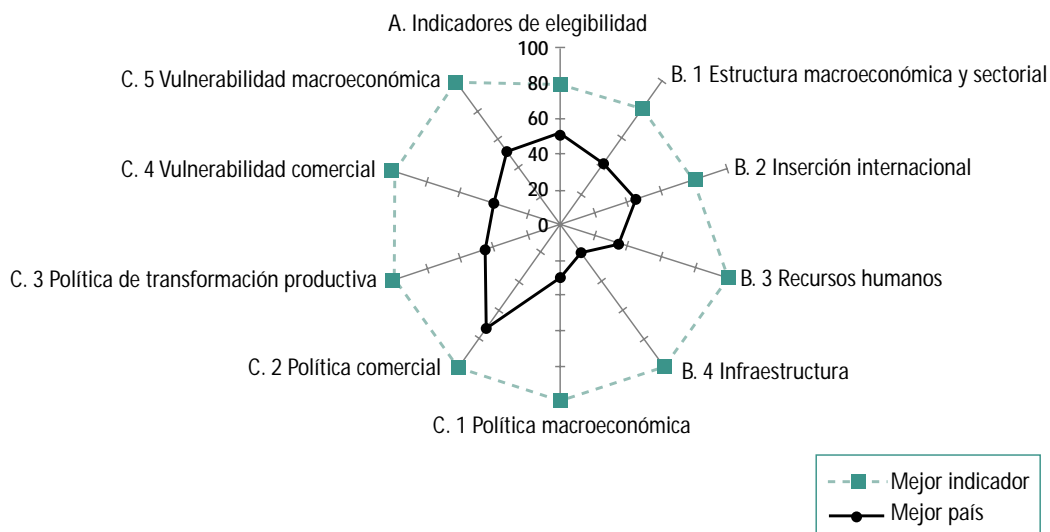 A. Indicadores de elegibilidad
100
80
60
40
20
0
B. 1 Estructura macroeconómica y sectorial
B. 2 Inserción internacional
B. 3 Recursos humanos
B. 4 Infraestructura
C. 1 Política macroeconómica
C. 2 Política comercial
C. 3 Política de transformación productiva
C. 4 Vulnerabilidad comercial
C. 5 Vulnerabilidad macroeconómica
Mejor indicador
Mejor país